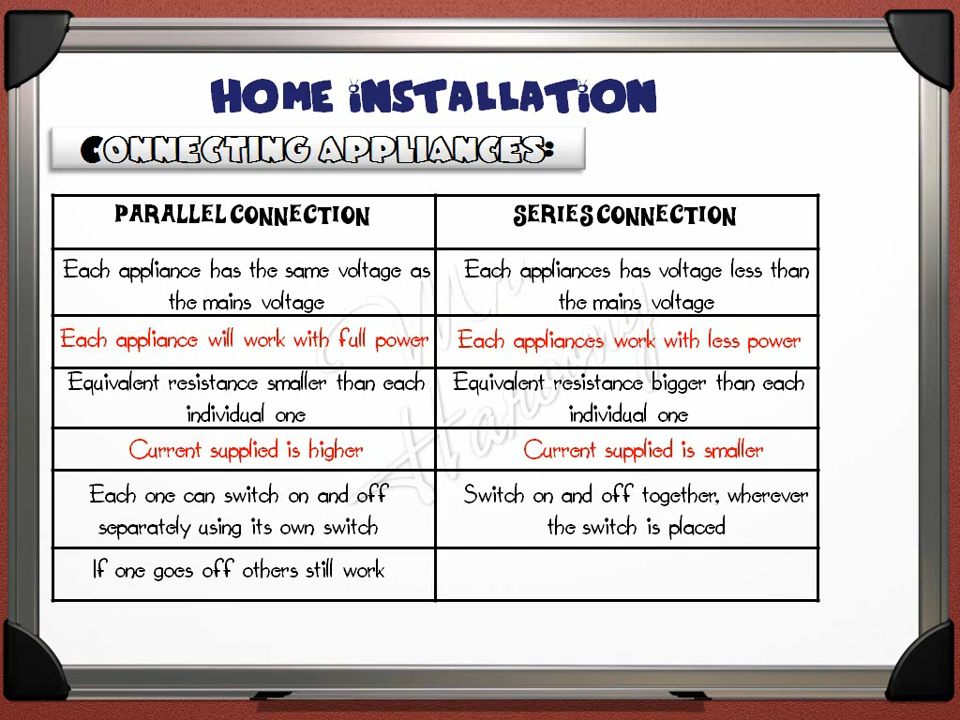 HOME INSTALLATION
CONNECTING APPLIANCES:
PARALLEL CONNECTION
SERIES CONNECTION
Each appliance has the same voltage as
the mains voltage
Each appliances has voltage less than
the mains voltage
Each appliance will work with full power
Each appliances work with less power
Equivalent resistance smaller than each
individual one
Equivalent resistance bigger than each
individual one
Current supplied is higher
Current supplied is smaller
Each one can switch on and off
separately using its own switch
Switch on and off together, wherever
the switch is placed
If one goes off others still work